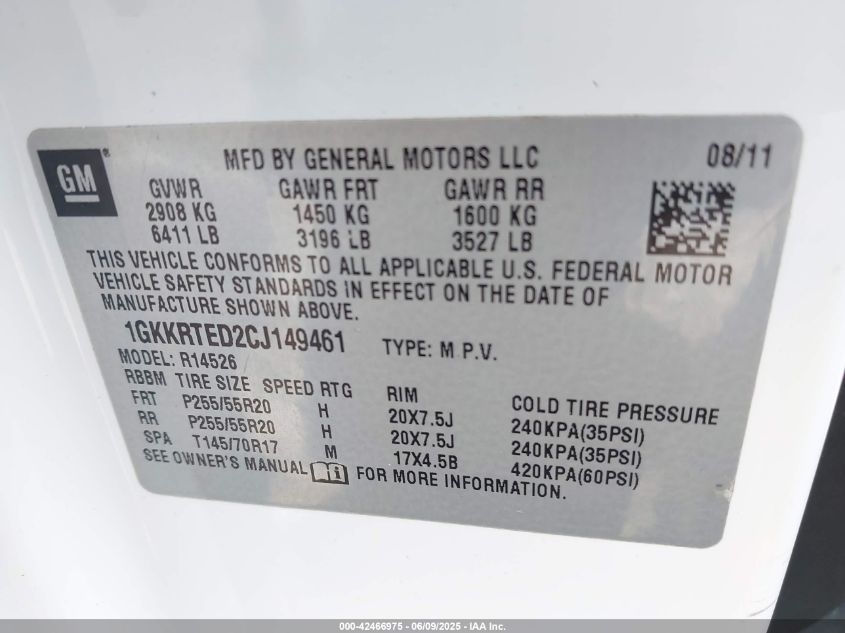 GM ® MFD BY GENERAL MOTORS LLC 08/11
GVWR GAWR FRT GAWR RR
2908 KG 1450 KG 1600 KG
6411 LB 3196 LB 3527 LB
THIS VEHICLE CONFORMS TO ALL APPLICABLE U.S. FEDERAL MOTOR
VEHICLE SAFETY STANDARDS IN EFFECT ON THE DATE OF
MANUFACTURE SHOWN ABOVE.
1GKKRTED2CJ149461 TYPE: M.P.V.
MODEL: R14526
RBBM TIRE SIZE SPEED RTG RIM COLD TIRE PRESSURE
FRT P255/55R20 H 20X7.5J 240KPA(35PSI)
RR P255/55R20 H 20X7.5J 240KPA(35PSI)
SPA T145/70R17 M 17X4.5B 420KPA(60PSI)
SEE OWNER'S MANUAL FOR MORE INFORMATION.
000-42466975 - 06/09/2025 - IAA Inc.